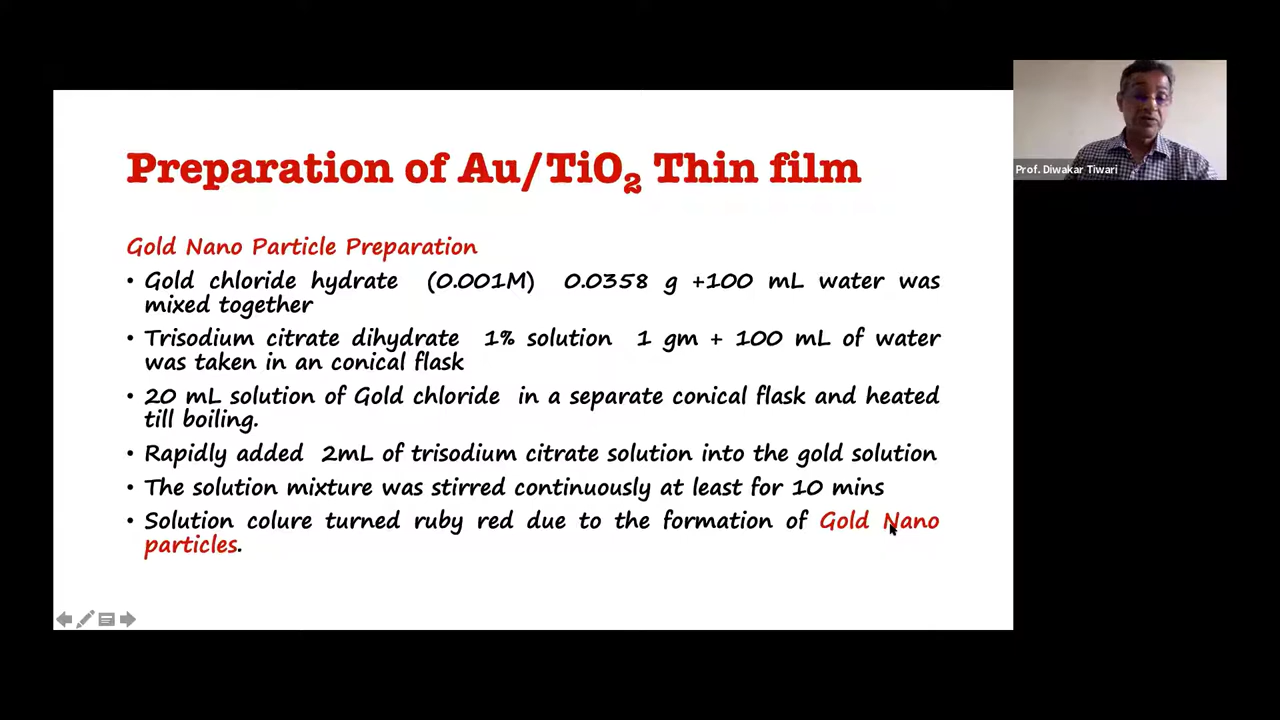 Preparation of Au/TiO₂ Thin film
Prof. Diwakar Tiwari
Gold Nano Particle Preparation
• Gold chloride hydrate (0.001M) 0.0358 g +100 mL water was
mixed together
• Trisodium citrate dihydrate 1% solution 1 gm + 100 mL of water
was taken in an conical flask
• 20 mL solution of Gold chloride in a separate conical flask and heated
till boiling.
• Rapidly added 2mL of trisodium citrate solution into the gold solution
• The solution mixture was stirred continuously at least for 10 mins
• Solution colure turned ruby red due to the formation of Gold Nano
particles.